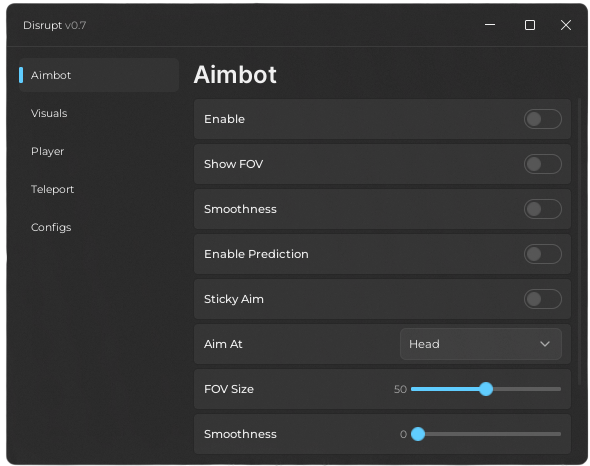 Disrupt v0.7
Aimbot
Visuals
Player
Teleport
Configs
Aimbot
Enable
Show FOV
Smoothness
Enable Prediction
Sticky Aim
Aim At Head
FOV Size 50
Smoothness 0